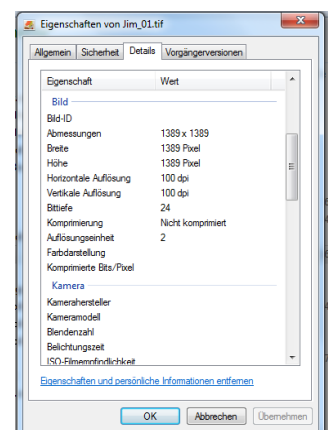 Eigenschaften von Jim_01.tif
Allgemein Sicherheit Details Vorgängerversionen
Eigenschaft Wert
Bild
Bild-ID
Abmessungen 1389 x 1389
Breite 1389 Pixel
Höhe 1389 Pixel
Horizontale Auflösung 100 dpi
Vertikale Auflösung 100 dpi
Bittiefe 24
Komprimierung Nicht komprimiert
Auflösungseinheit 2
Farbdarstellung
Komprimierte Bits/Pixel
Kamera
Kamerahersteller
Kameramodell
Blendenzahl
Belichtungszeit
ISO-Filmempfindlichkeit
Eigenschaften und persönliche Informationen entfernen
OK Abbrechen Übernehmen